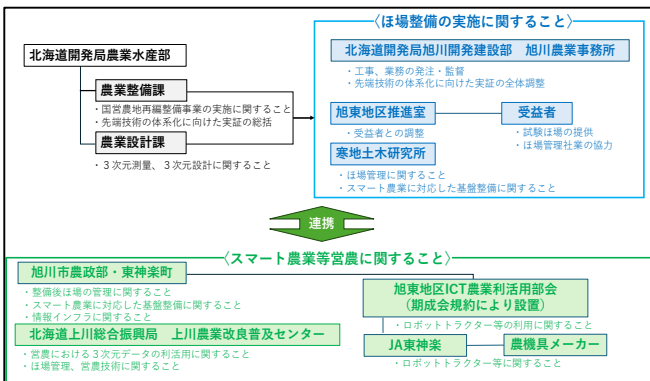 〈ほ場整備の実施に関すること〉
北海道開発局農業水産部
農業整備課
・国営農地再編整備事業の実施に関すること
・先端技術の体系化に向けた実証の総括
農業設計課
・３次元測量、３次元設計に関すること
北海道開発局旭川開発建設部　旭川農業事務所
・工事、業務の発注・監督
・先端技術の体系化に向けた実証の全体調整
旭東地区推進室
・受益者との調整
受益者
・試験ほ場の提供
・ほ場管理社業の協力
寒地土木研究所
・ほ場管理に関すること
・スマート農業に対応した基盤整備に関すること
連携
〈スマート農業等営農に関すること〉
旭川市農政部・東神楽町
・整備後ほ場の管理に関すること
・スマート農業に対応した基盤整備に関すること
・情報インフラに関すること
北海道上川総合振興局　上川農業改良普及センター
・営農における３次元データの利活用に関すること
・ほ場管理、営農技術に関すること
旭東地区ICT農業利活用部会
（期成会規約により設置）
・ロボットトラクター等の利用に関すること
JA東神楽
農機具メーカー
・ロボットトラクター等に関すること